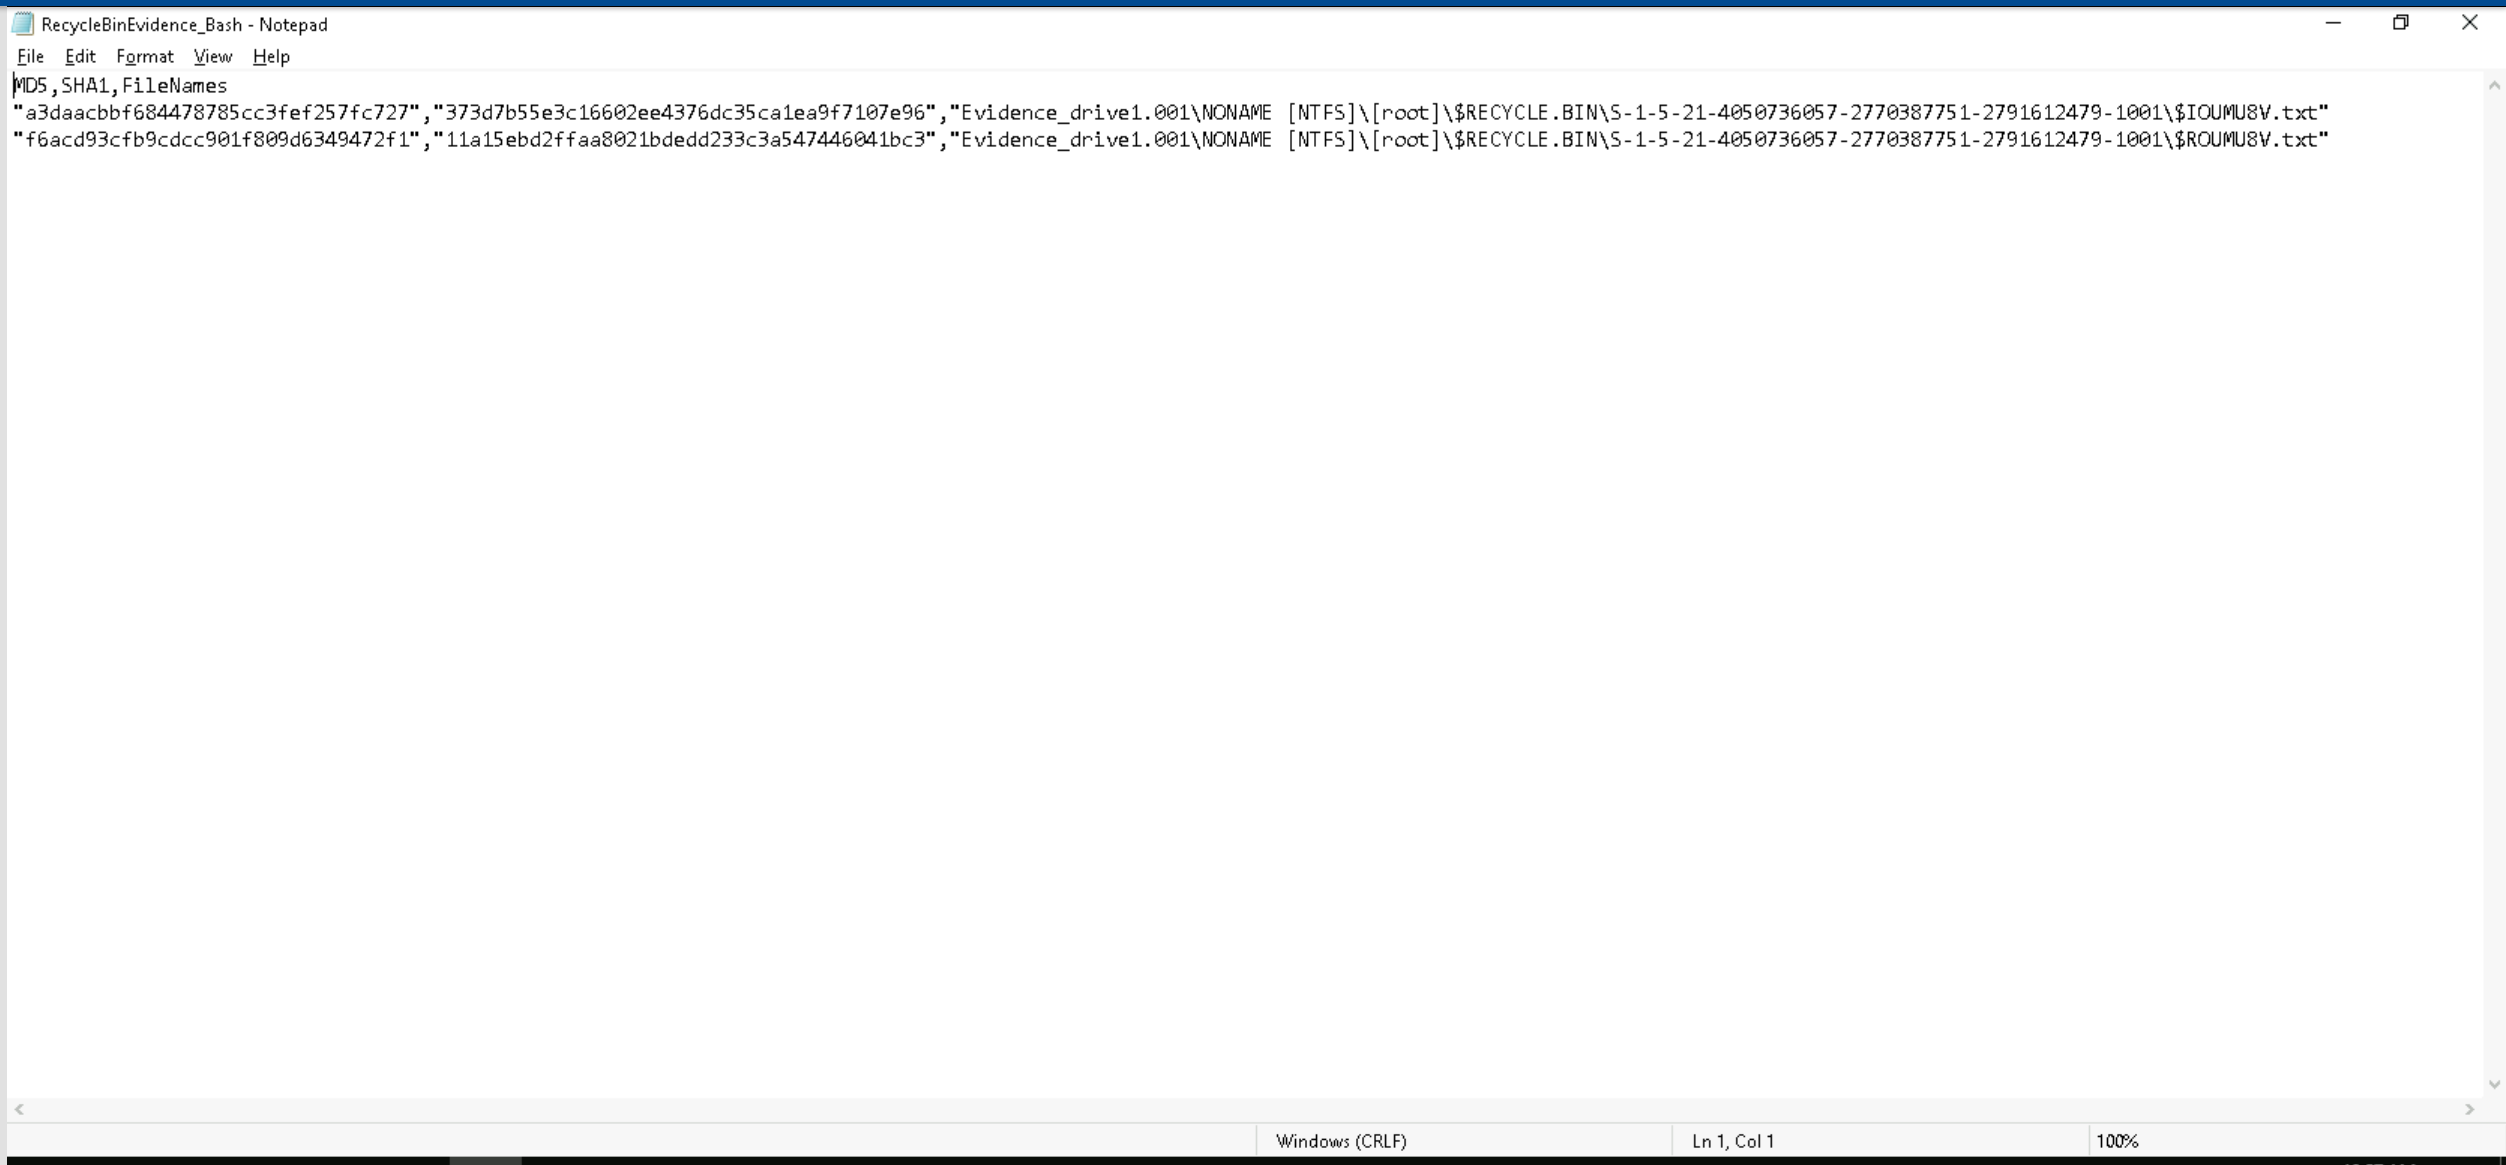 RecycleBinEvidence_Bash - Notepad
File Edit Format View Help
MD5,SHA1,FileNames
"a3daacbbf684478785cc3fef257fc727","373d7b55e3c16602ee4376dc35ca1ea9f7107e96","Evidence_drive1.001\NONAME [NTFS]\[root]\$RECYCLE.BIN\S-1-5-21-4050736057-2770387751-2791612479-1001\$IOUMU8V.txt"
"f6acd93cfb9cdcc901f809d6349472f1","11a15ebd2ffaa8021bdedd233c3a547446041bc3","Evidence_drive1.001\NONAME [NTFS]\[root]\$RECYCLE.BIN\S-1-5-21-4050736057-2770387751-2791612479-1001\$ROUMU8V.txt"
Windows (CRLF) Ln 1, Col 1 100%